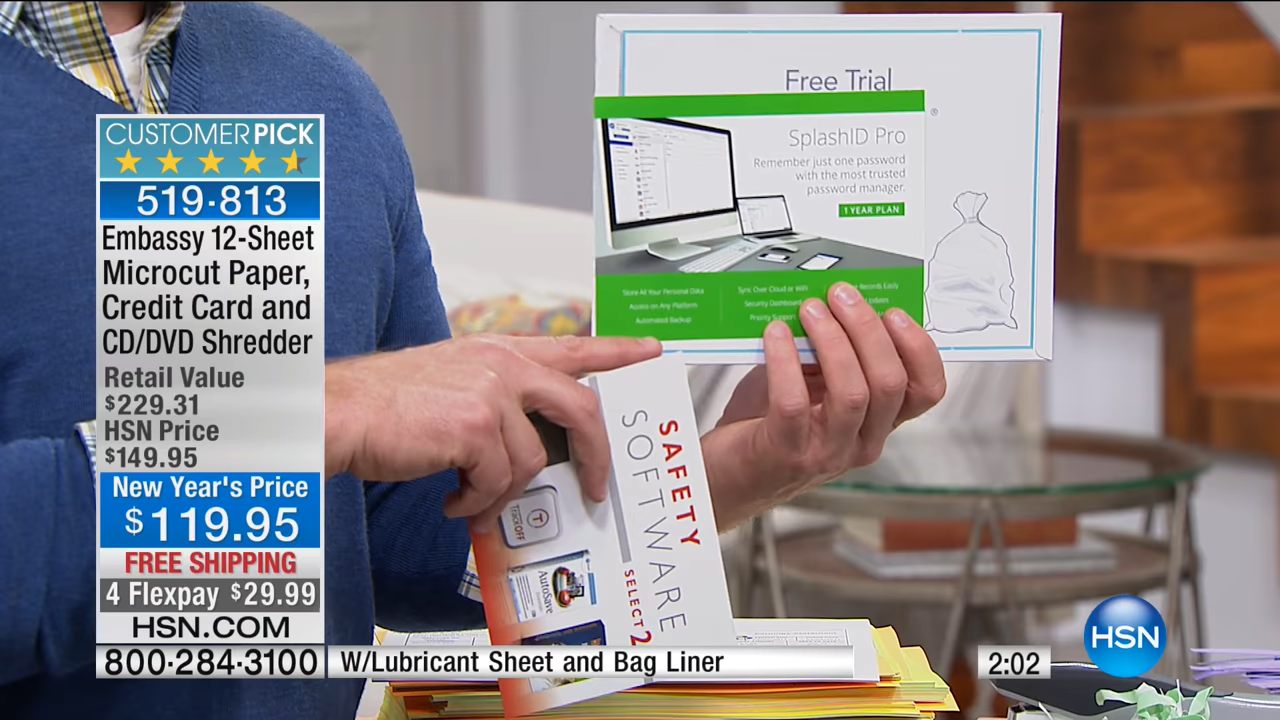 CUSTOMER PICK
519·813
Embassy 12-Sheet
Microcut Paper,
Credit Card and
CD/DVD Shredder
Retail Value
$229.31
HSN Price
$149.95
New Year's Price
$119.95
FREE SHIPPING
4 Flexpay $29.99
HSN.COM
800·284·3100
W/Lubricant Sheet and Bag Liner
2:02
HSN
Free Trial
SplashID Pro
Remember just one password
with the most trusted
password manager.
1 YEAR PLAN
Store All Your Personal Data
Access on Any Platform
Automated Backup
Sync Over Cloud or WiFi
Security Dashboard
Priority Support
Records Easily
Updates
SAFETY
SOFTWARE
SELECT 2
TrackOFF
AutoSave